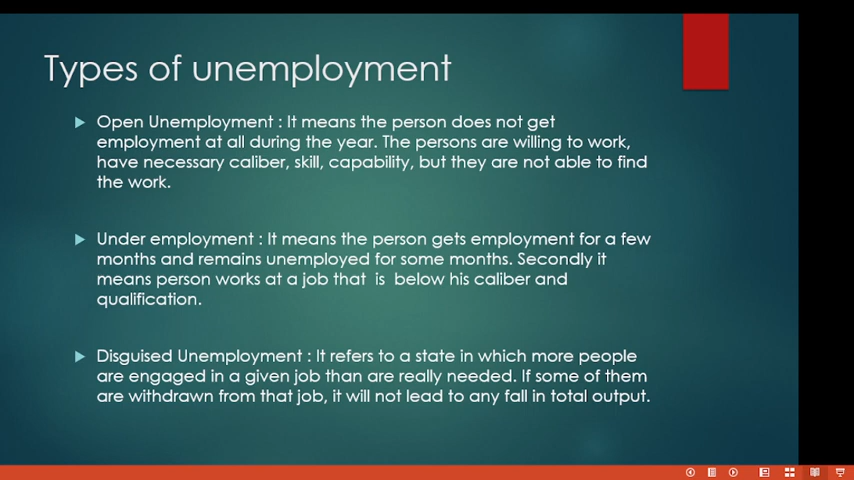 Types of unemployment
Open Unemployment : It means the person does not get
employment at all during the year. The persons are willing to work,
have necessary caliber, skill, capability, but they are not able to find
the work.
Under employment : It means the person gets employment for a few
months and remains unemployed for some months. Secondly it
means person works at a job that is below his caliber and
qualification.
Disguised Unemployment : It refers to a state in which more people
are engaged in a given job than are really needed. If some of them
are withdrawn from that job, it will not lead to any fall in total output.